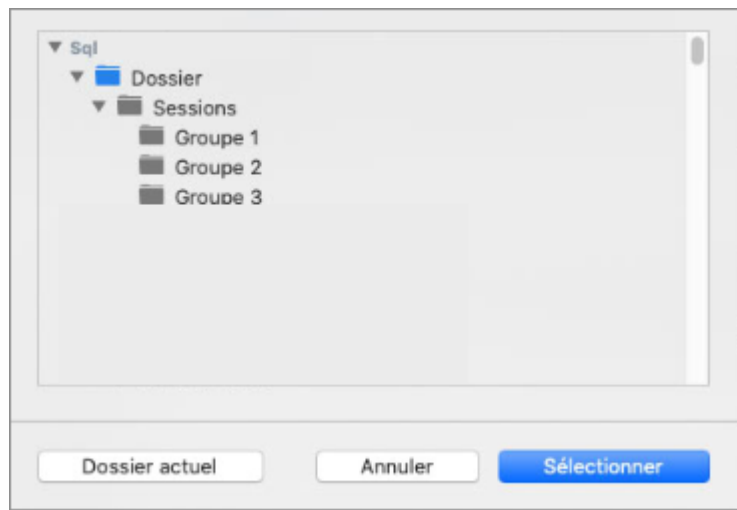 Sql
Dossier
Sessions
Groupe 1
Groupe 2
Groupe 3
Dossier actuel
Annuler
Sélectionner